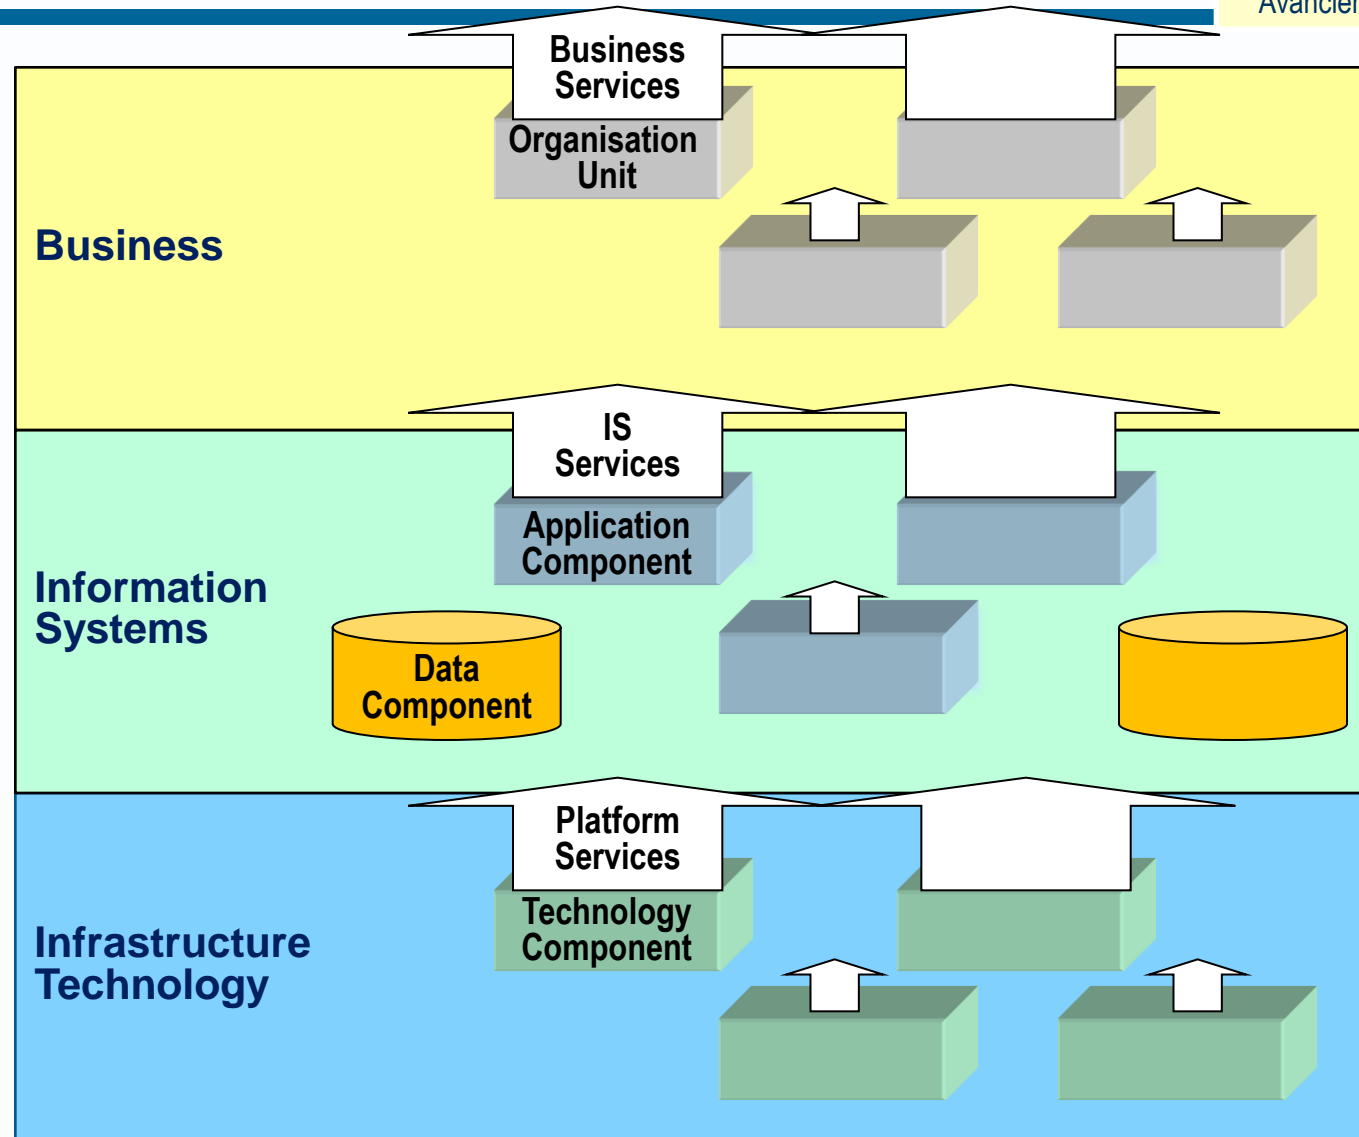 Avancier
Business
Services
Organisation
Unit
Business
IS
Services
Application
Component
Information
Systems
Data
Component
Platform
Services
Technology
Component
Infrastructure
Technology